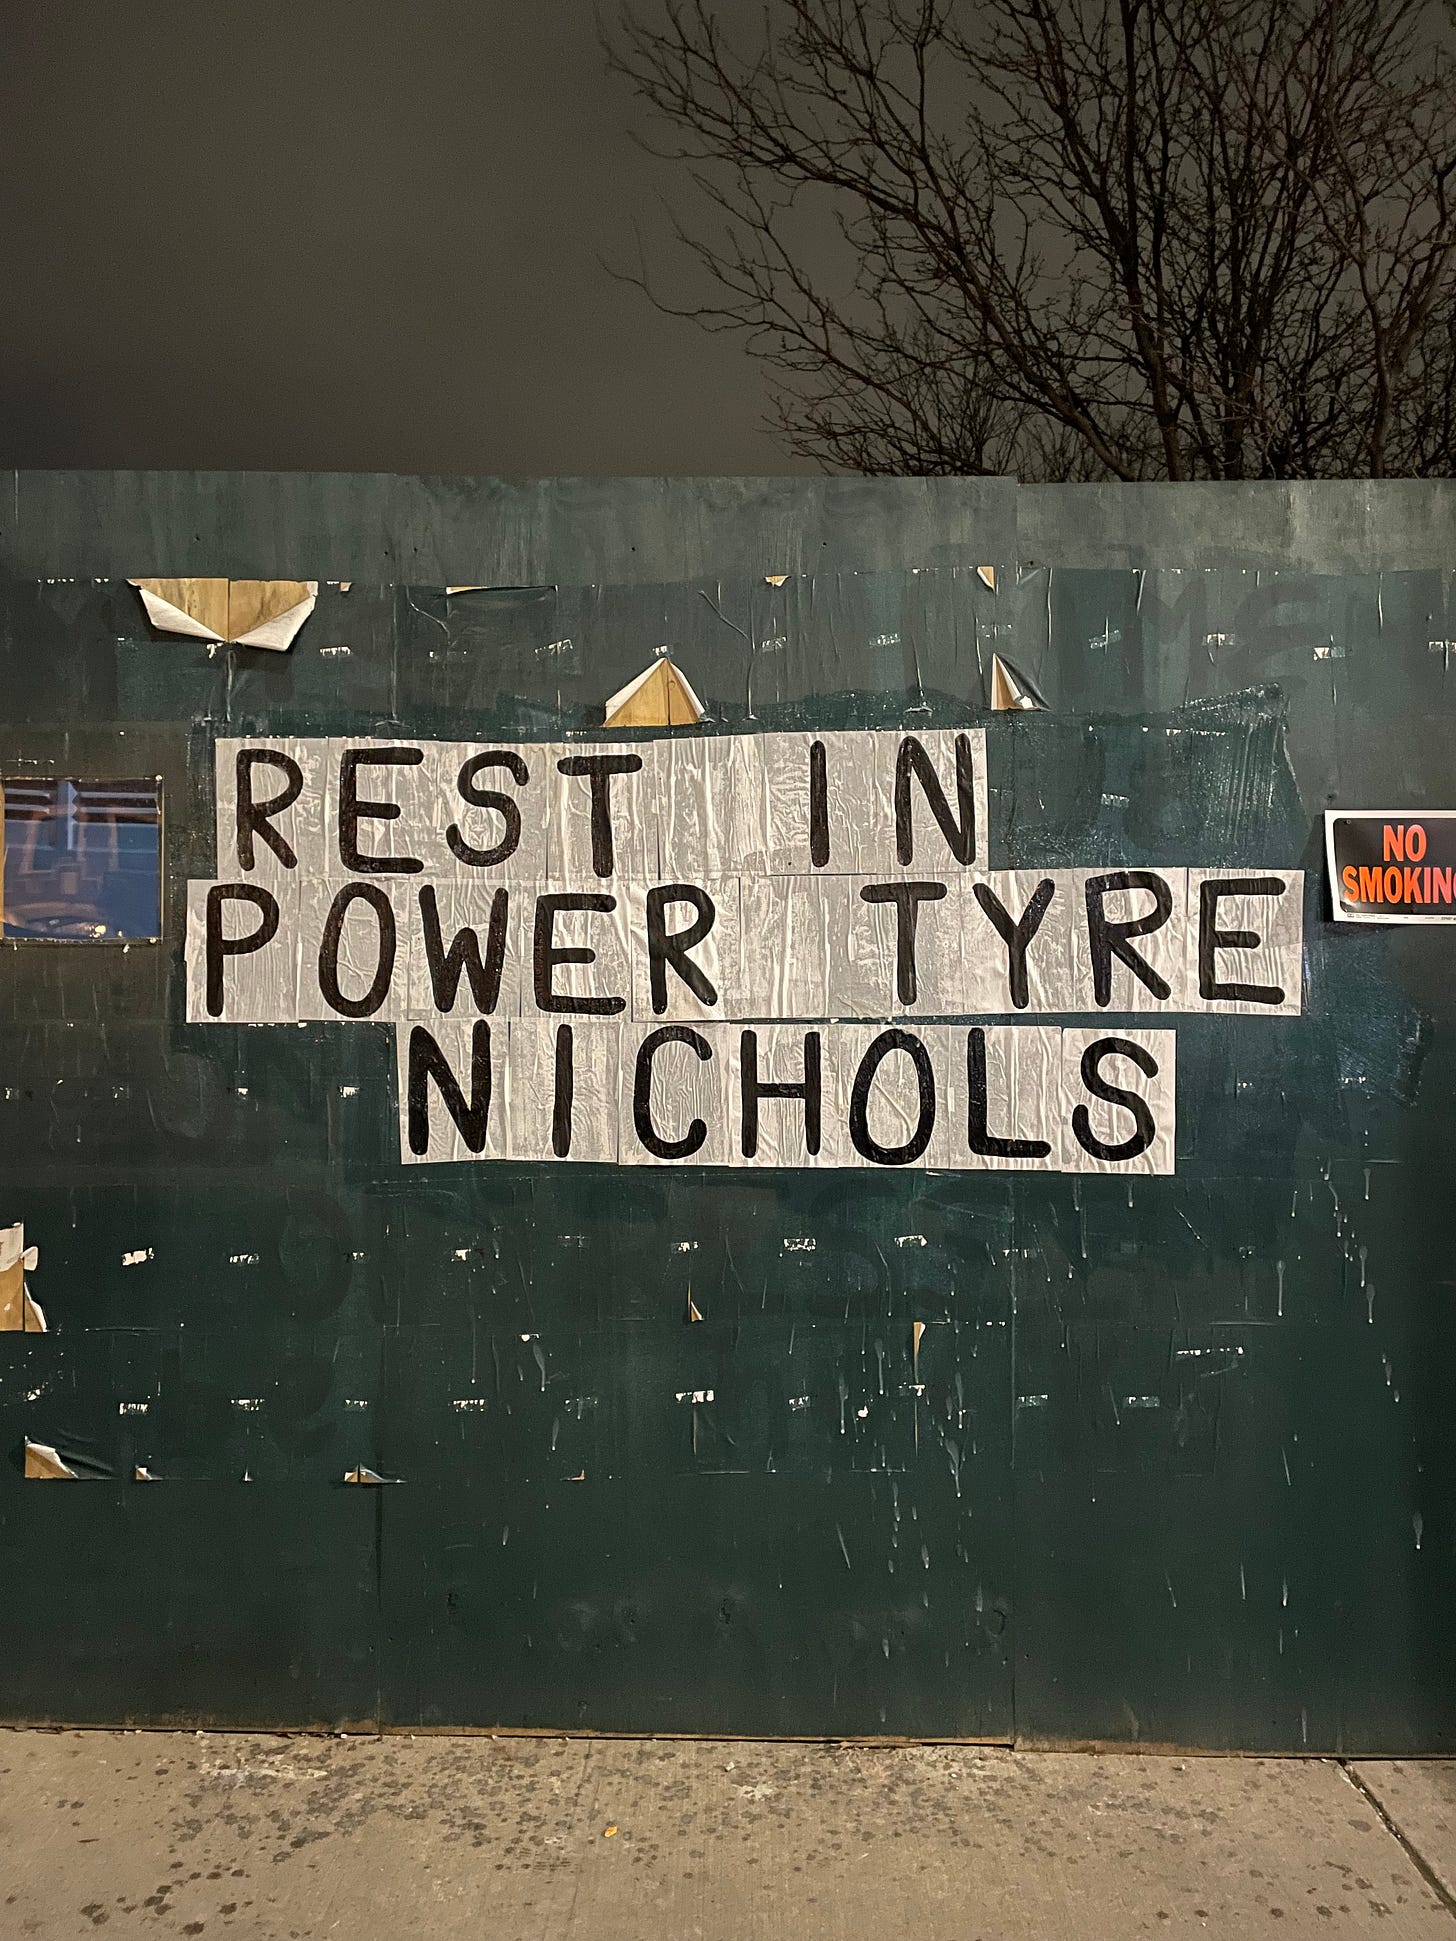 REST IN
POWER TYRE
NICHOLS
NO
SMOKING